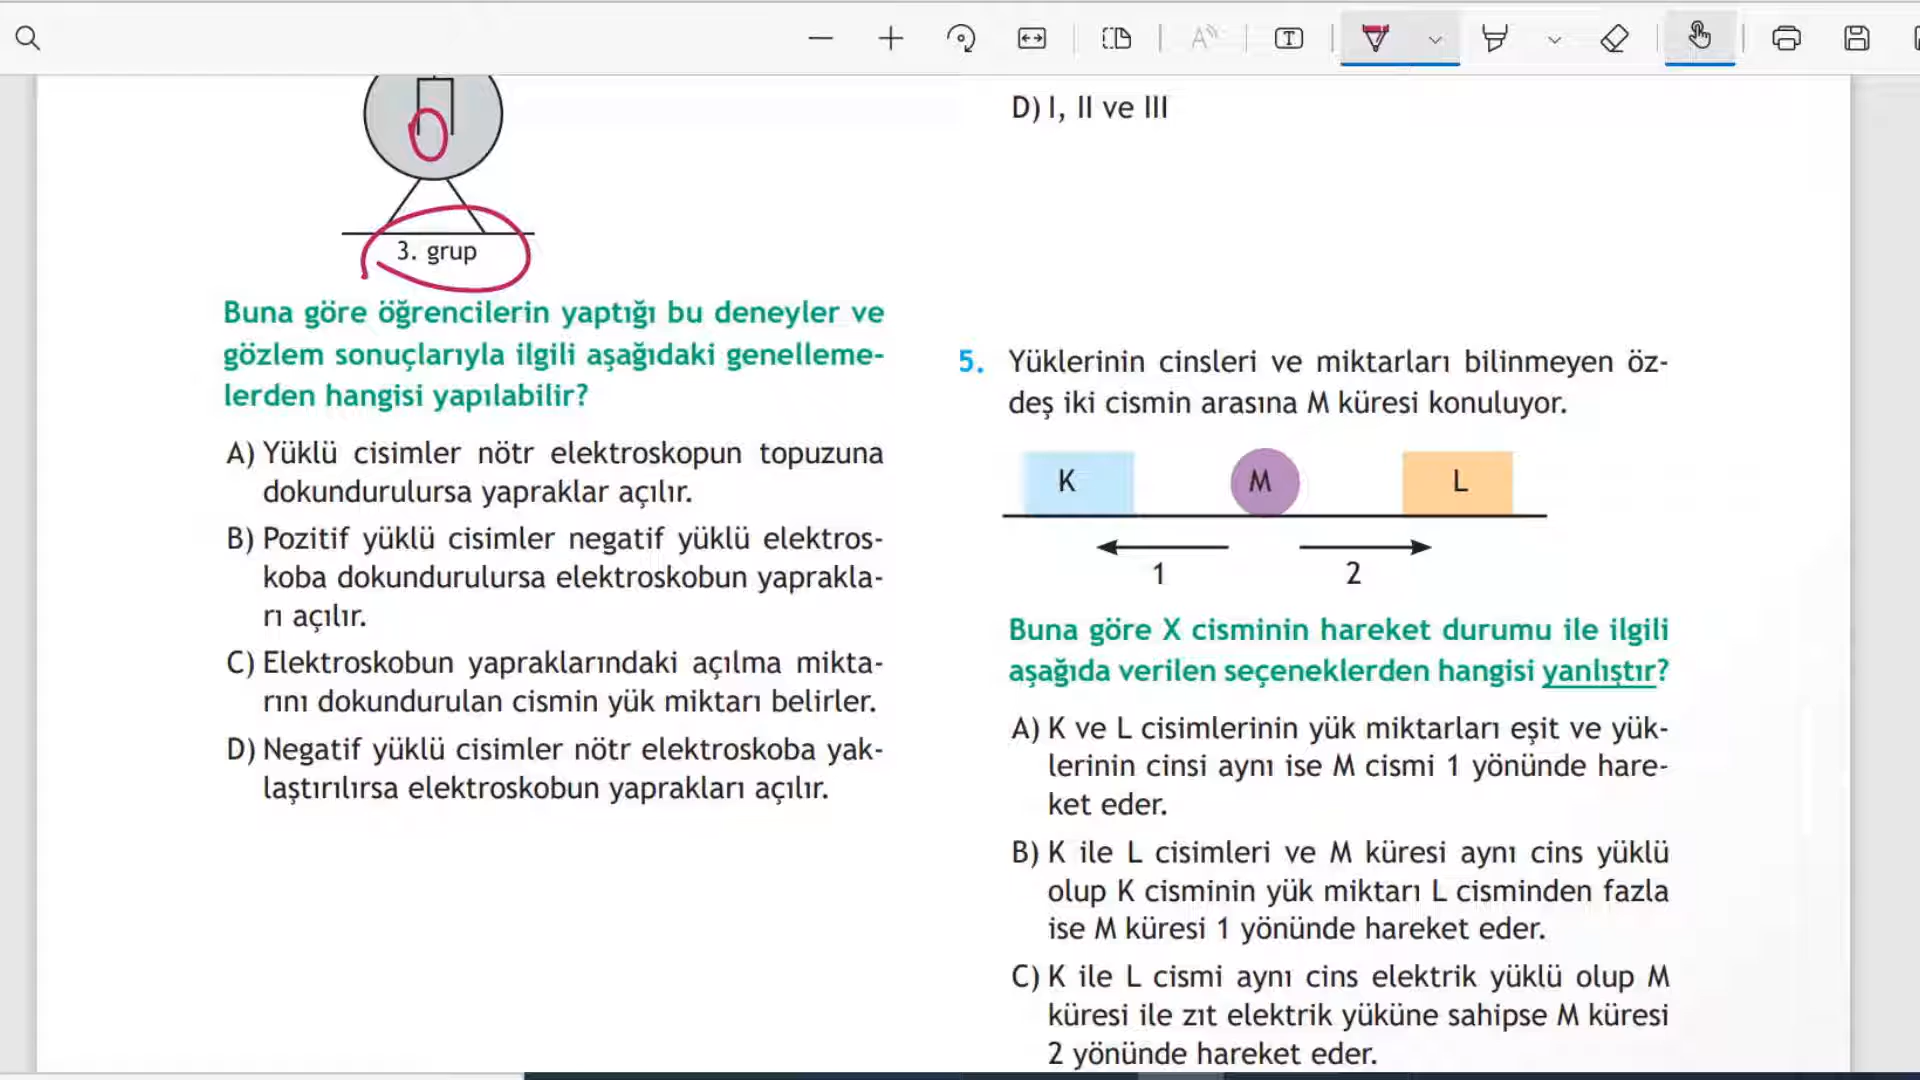 3. grup
Buna göre öğrencilerin yaptığı bu deneyler ve
gözlem sonuçlarıyla ilgili aşağıdaki genelleme-
lerden hangisi yapılabilir?
A) Yüklü cisimler nötr elektroskopun topuzuna
dokundurulursa yapraklar açılır.
B) Pozitif yüklü cisimler negatif yüklü elektros-
koba dokundurulursa elektroskobun yaprakla-
rı açılır.
C) Elektroskobun yapraklarındaki açılma mikta-
rını dokundurulan cismin yük miktarı belirler.
D) Negatif yüklü cisimler nötr elektroskoba yak-
laştırılırsa elektroskobun yaprakları açılır.
D) I, II ve III
5. Yüklerinin cinsleri ve miktarları bilinmeyen öz-
deş iki cismin arasına M küresi konuluyor.
K M L
1 2
Buna göre X cisminin hareket durumu ile ilgili
aşağıda verilen seçeneklerden hangisi yanlıştır?
A) K ve L cisimlerinin yük miktarları eşit ve yük-
lerinin cinsi aynı ise M cismi 1 yönünde hare-
ket eder.
B) K ile L cisimleri ve M küresi aynı cins yüklü
olup K cisminin yük miktarı L cisminden fazla
ise M küresi 1 yönünde hareket eder.
C) K ile L cismi aynı cins elektrik yüklü olup M
küresi ile zıt elektrik yüküne sahipse M küresi
2 yönünde hareket eder.